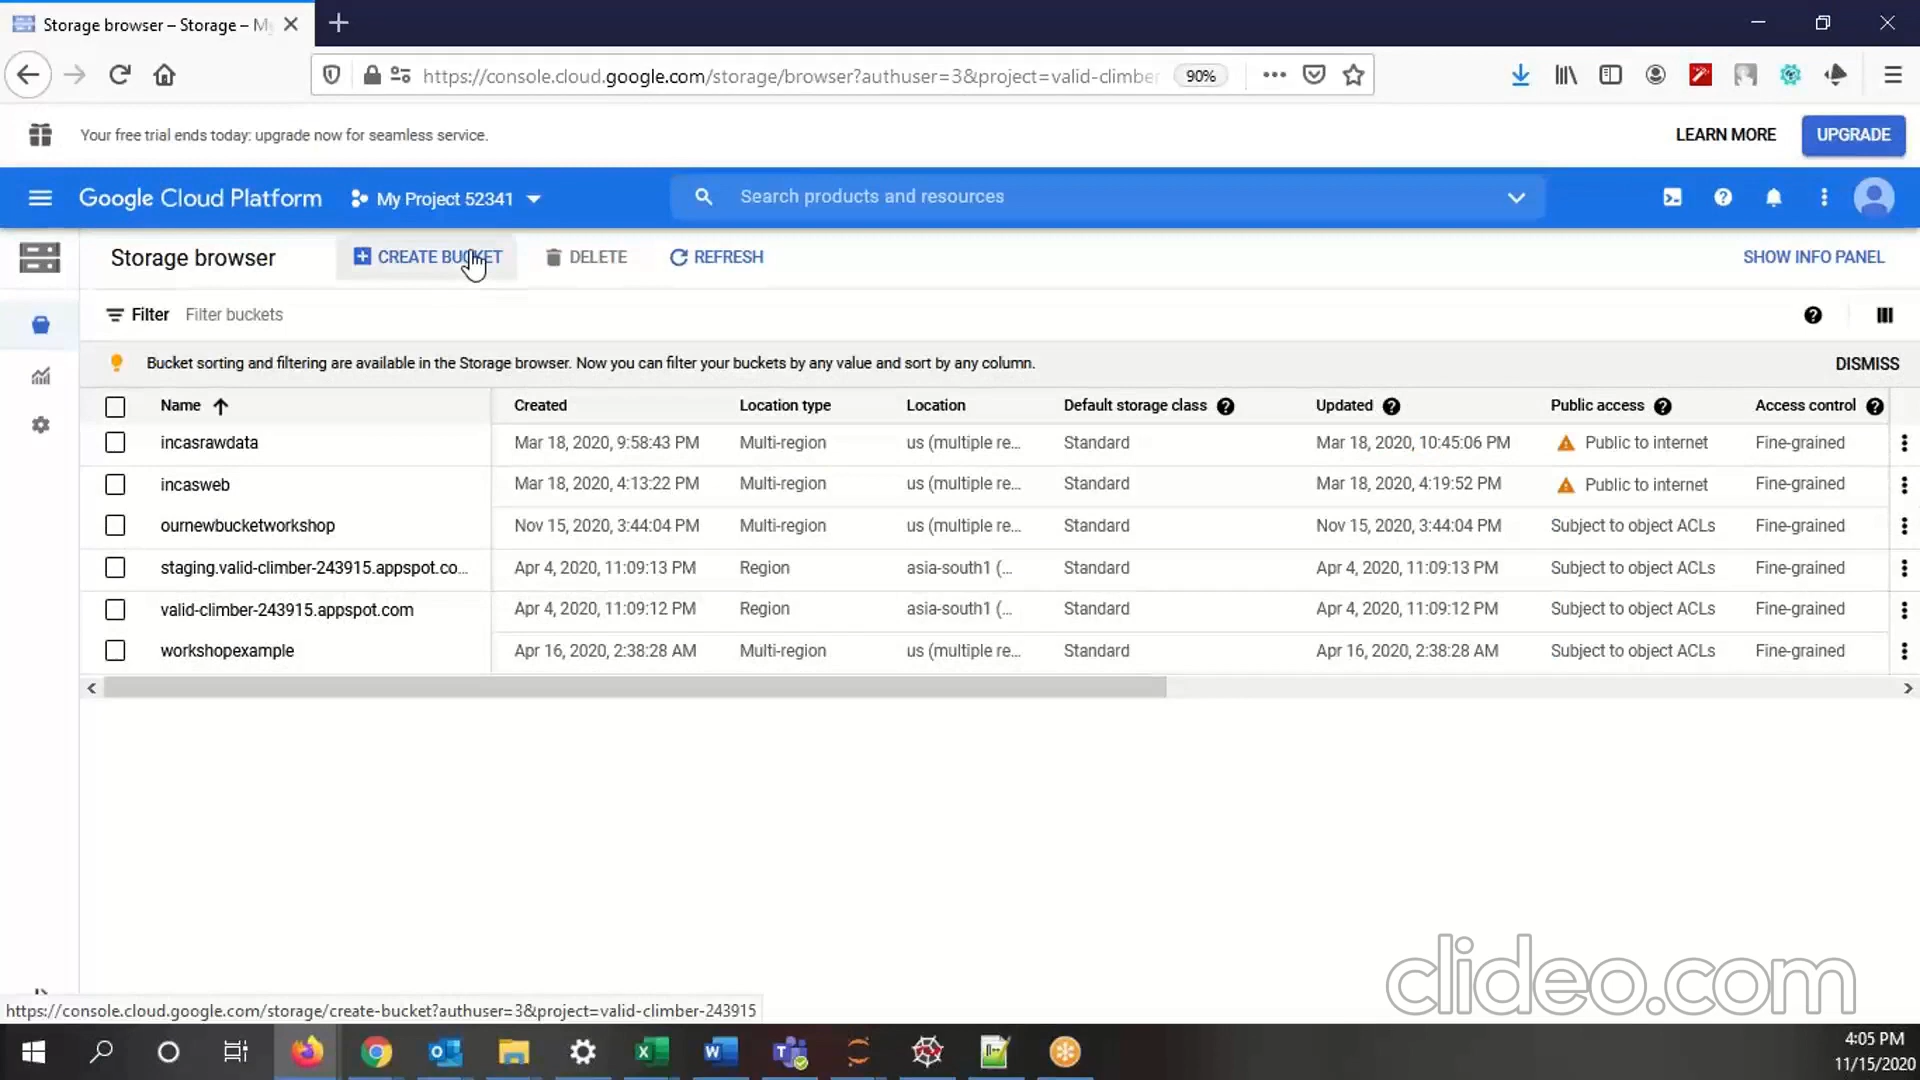 Storage browser – Storage – My
https://console.cloud.google.com/storage/browser?authuser=3&project=valid-climber
90%
Your free trial ends today: upgrade now for seamless service.
LEARN MORE
UPGRADE
Google Cloud Platform
My Project 52341
Search products and resources
Storage browser
CREATE BUCKET
DELETE
REFRESH
SHOW INFO PANEL
Filter Filter buckets
Bucket sorting and filtering are available in the Storage browser. Now you can filter your buckets by any value and sort by any column.
DISMISS
Name Created Location type Location Default storage class Updated Public access Access control
incasrawdata Mar 18, 2020, 9:58:43 PM Multi-region us (multiple re... Standard Mar 18, 2020, 10:45:06 PM Public to internet Fine-grained
incasweb Mar 18, 2020, 4:13:22 PM Multi-region us (multiple re... Standard Mar 18, 2020, 4:19:52 PM Public to internet Fine-grained
ournewbucketworkshop Nov 15, 2020, 3:44:04 PM Multi-region us (multiple re... Standard Nov 15, 2020, 3:44:04 PM Subject to object ACLs Fine-grained
staging.valid-climber-243915.appspot.co... Apr 4, 2020, 11:09:13 PM Region asia-south1 (... Standard Apr 4, 2020, 11:09:13 PM Subject to object ACLs Fine-grained
valid-climber-243915.appspot.com Apr 4, 2020, 11:09:12 PM Region asia-south1 (... Standard Apr 4, 2020, 11:09:12 PM Subject to object ACLs Fine-grained
workshopexample Apr 16, 2020, 2:38:28 AM Multi-region us (multiple re... Standard Apr 16, 2020, 2:38:28 AM Subject to object ACLs Fine-grained
clideo.com
https://console.cloud.google.com/storage/create-bucket?authuser=3&project=valid-climber-243915
4:05 PM
11/15/2020